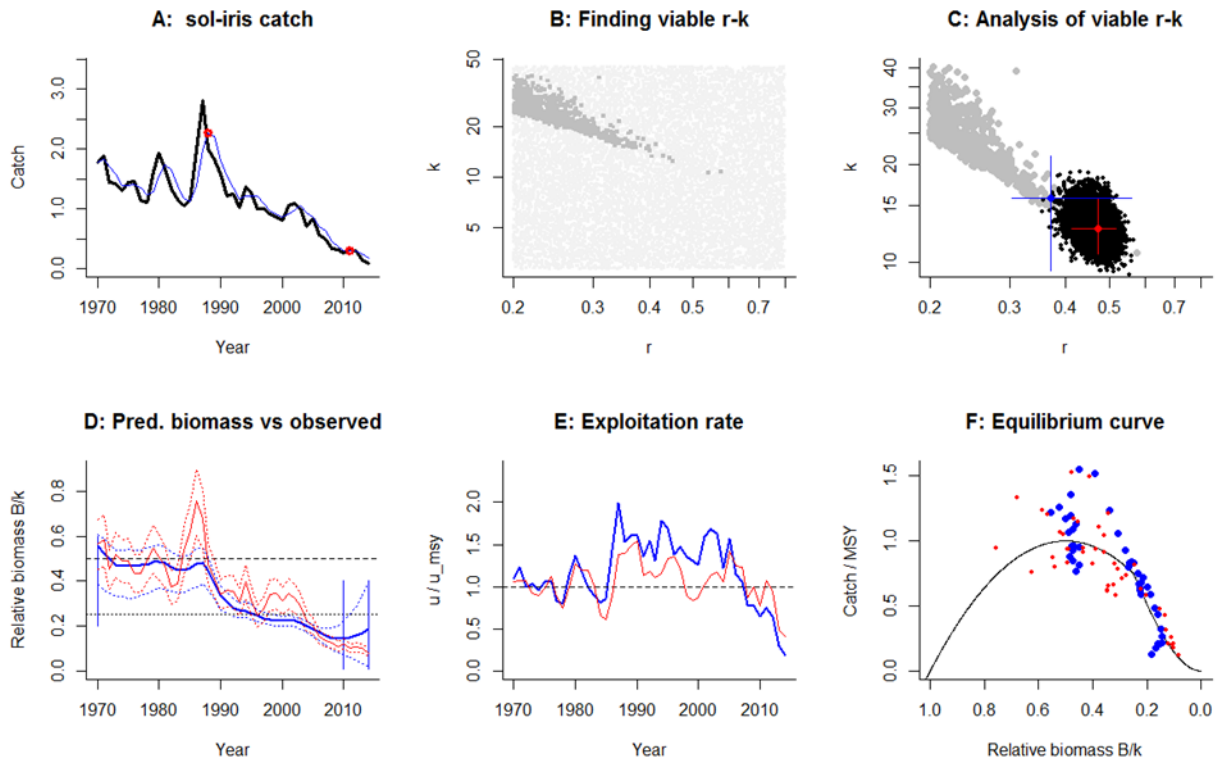 A:  sol-iris catch
Catch
3.0
2.0
1.0
0.0
1970 1980 1990 2000 2010
Year
B: Finding viable r-k
k
50
20
10
5
0.2 0.3 0.4 0.5 0.7
r
C: Analysis of viable r-k
k
40
30
20
15
10
0.2 0.3 0.4 0.5 0.7
r
D: Pred. biomass vs observed
Relative biomass B/k
0.8
0.6
0.4
0.2
0.0
1970 1980 1990 2000 2010
Year
E: Exploitation rate
u / u_msy
2.0
1.5
1.0
0.5
0.0
1970 1980 1990 2000 2010
Year
F: Equilibrium curve
Catch / MSY
1.5
1.0
0.5
0.0
1.0 0.8 0.6 0.4 0.2 0.0
Relative biomass B/k